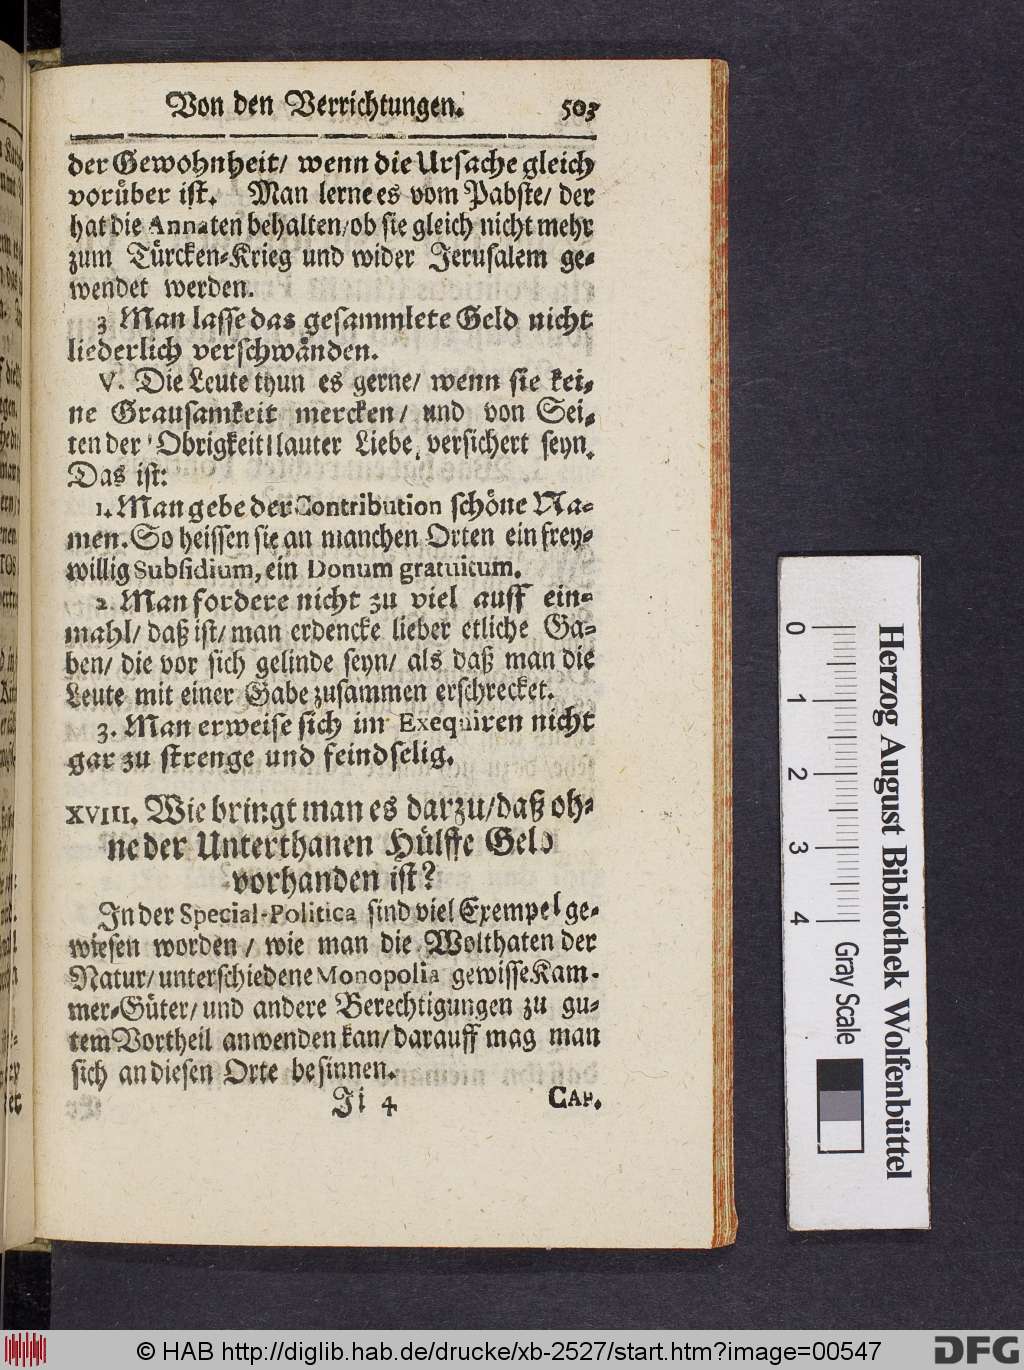 Von den Verrichtungen. 503
der Gewohnheit/ wenn die Ursache gleich
vorüber ist. Man lerne es vom Pabste/ der
hat die Annaten behalten/ ob sie gleich nicht mehr
zum Türcken-Krieg und wider Jerusalem ge-
wendet werden.
3 Man lasse das gesammlete Geld nicht
liederlich verschwänden.
V. Die Leute thun es gerne/ wenn sie kei-
ne Grausamkeit mercken/ und von Sei-
ten der Obrigkeit lauter Liebe versichert seyn.
Das ist:
1. Man gebe der Contribution schöne Na-
men. So heissen sie an manchen Orten ein frey-
willig Subsidium, ein Donum gratuitum.
2. Man fordere nicht zu viel auff ein-
mahl/ daß ist/ man erdencke lieber etliche Ga-
ben/ die vor sich gelinde seyn/ als daß man die
Leute mit einer Gabe zusammen erschrecket.
3. Man erweise sich im Exequiren nicht
gar zu strenge und feindselig.
XVIII. Wie bringt man es darzu/ daß oh-
ne der Unterthanen Hülffe Geld
vorhanden ist?
In der Special-Politica sind viel Exempel ge-
wiesen worden/ wie man die Wolthaten der
Natur/ unterschiedene Monopolia gewisse Kam-
mer-Güter/ und andere Berechtigungen zu gu-
tem Vortheil anwenden kan/ darauff mag man
sich an diesen Orte besinnen.
Ii 4 CAP.
Herzog August Bibliothek Wolfenbüttel
0 1 2 3 4 Gray Scale
© HAB http://diglib.hab.de/drucke/xb-2527/start.htm?image=00547
DFG